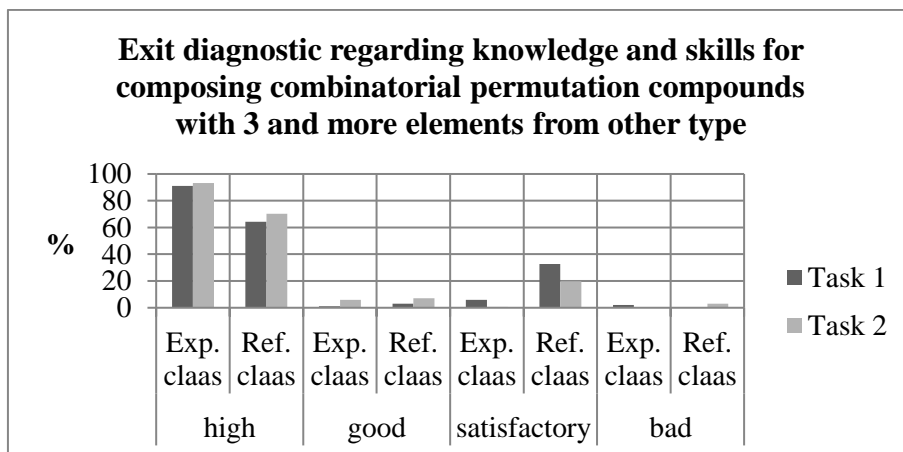 Exit diagnostic regarding knowledge and skills for
composing combinatorial permutation compounds
with 3 and more elements from other type
100
80
60
40
20
0
%
Exp. claas
Ref. claas
Exp. claas
Ref. claas
Exp. claas
Ref. claas
Exp. claas
Ref. claas
high
good
satisfactory
bad
Task 1
Task 2